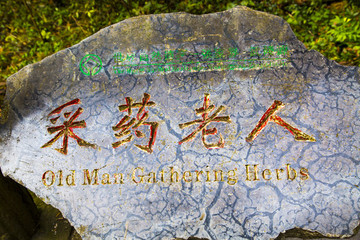 采药老人
Old Man Gathering Herbs